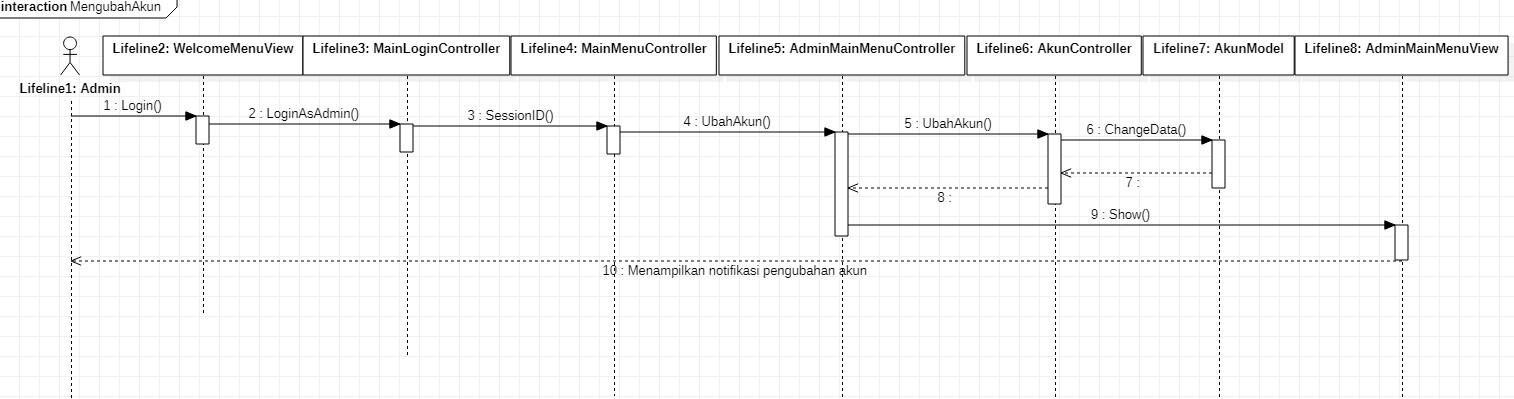 interaction MengubahAkun
Lifeline2: WelcomeMenuView
Lifeline3: MainLoginController
Lifeline4: MainMenuController
Lifeline5: AdminMainMenuController
Lifeline6: AkunController
Lifeline7: AkunModel
Lifeline8: AdminMainMenuView
Lifeline1: Admin
1 : Login()
2 : LoginAsAdmin()
3 : SessionID()
4 : UbahAkun()
5 : UbahAkun()
6 : ChangeData()
7 :
8 :
9 : Show()
10 : Menampilkan notifikasi pengubahan akun